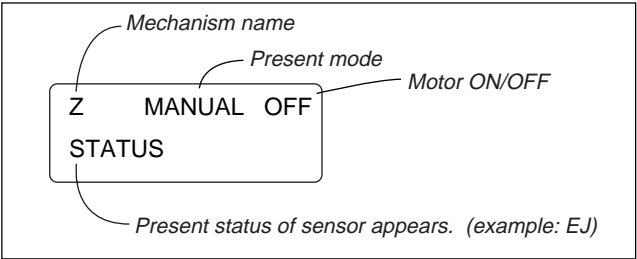 Mechanism name
Present mode
Motor ON/OFF
Z MANUAL OFF
STATUS
Present status of sensor appears. (example: EJ)